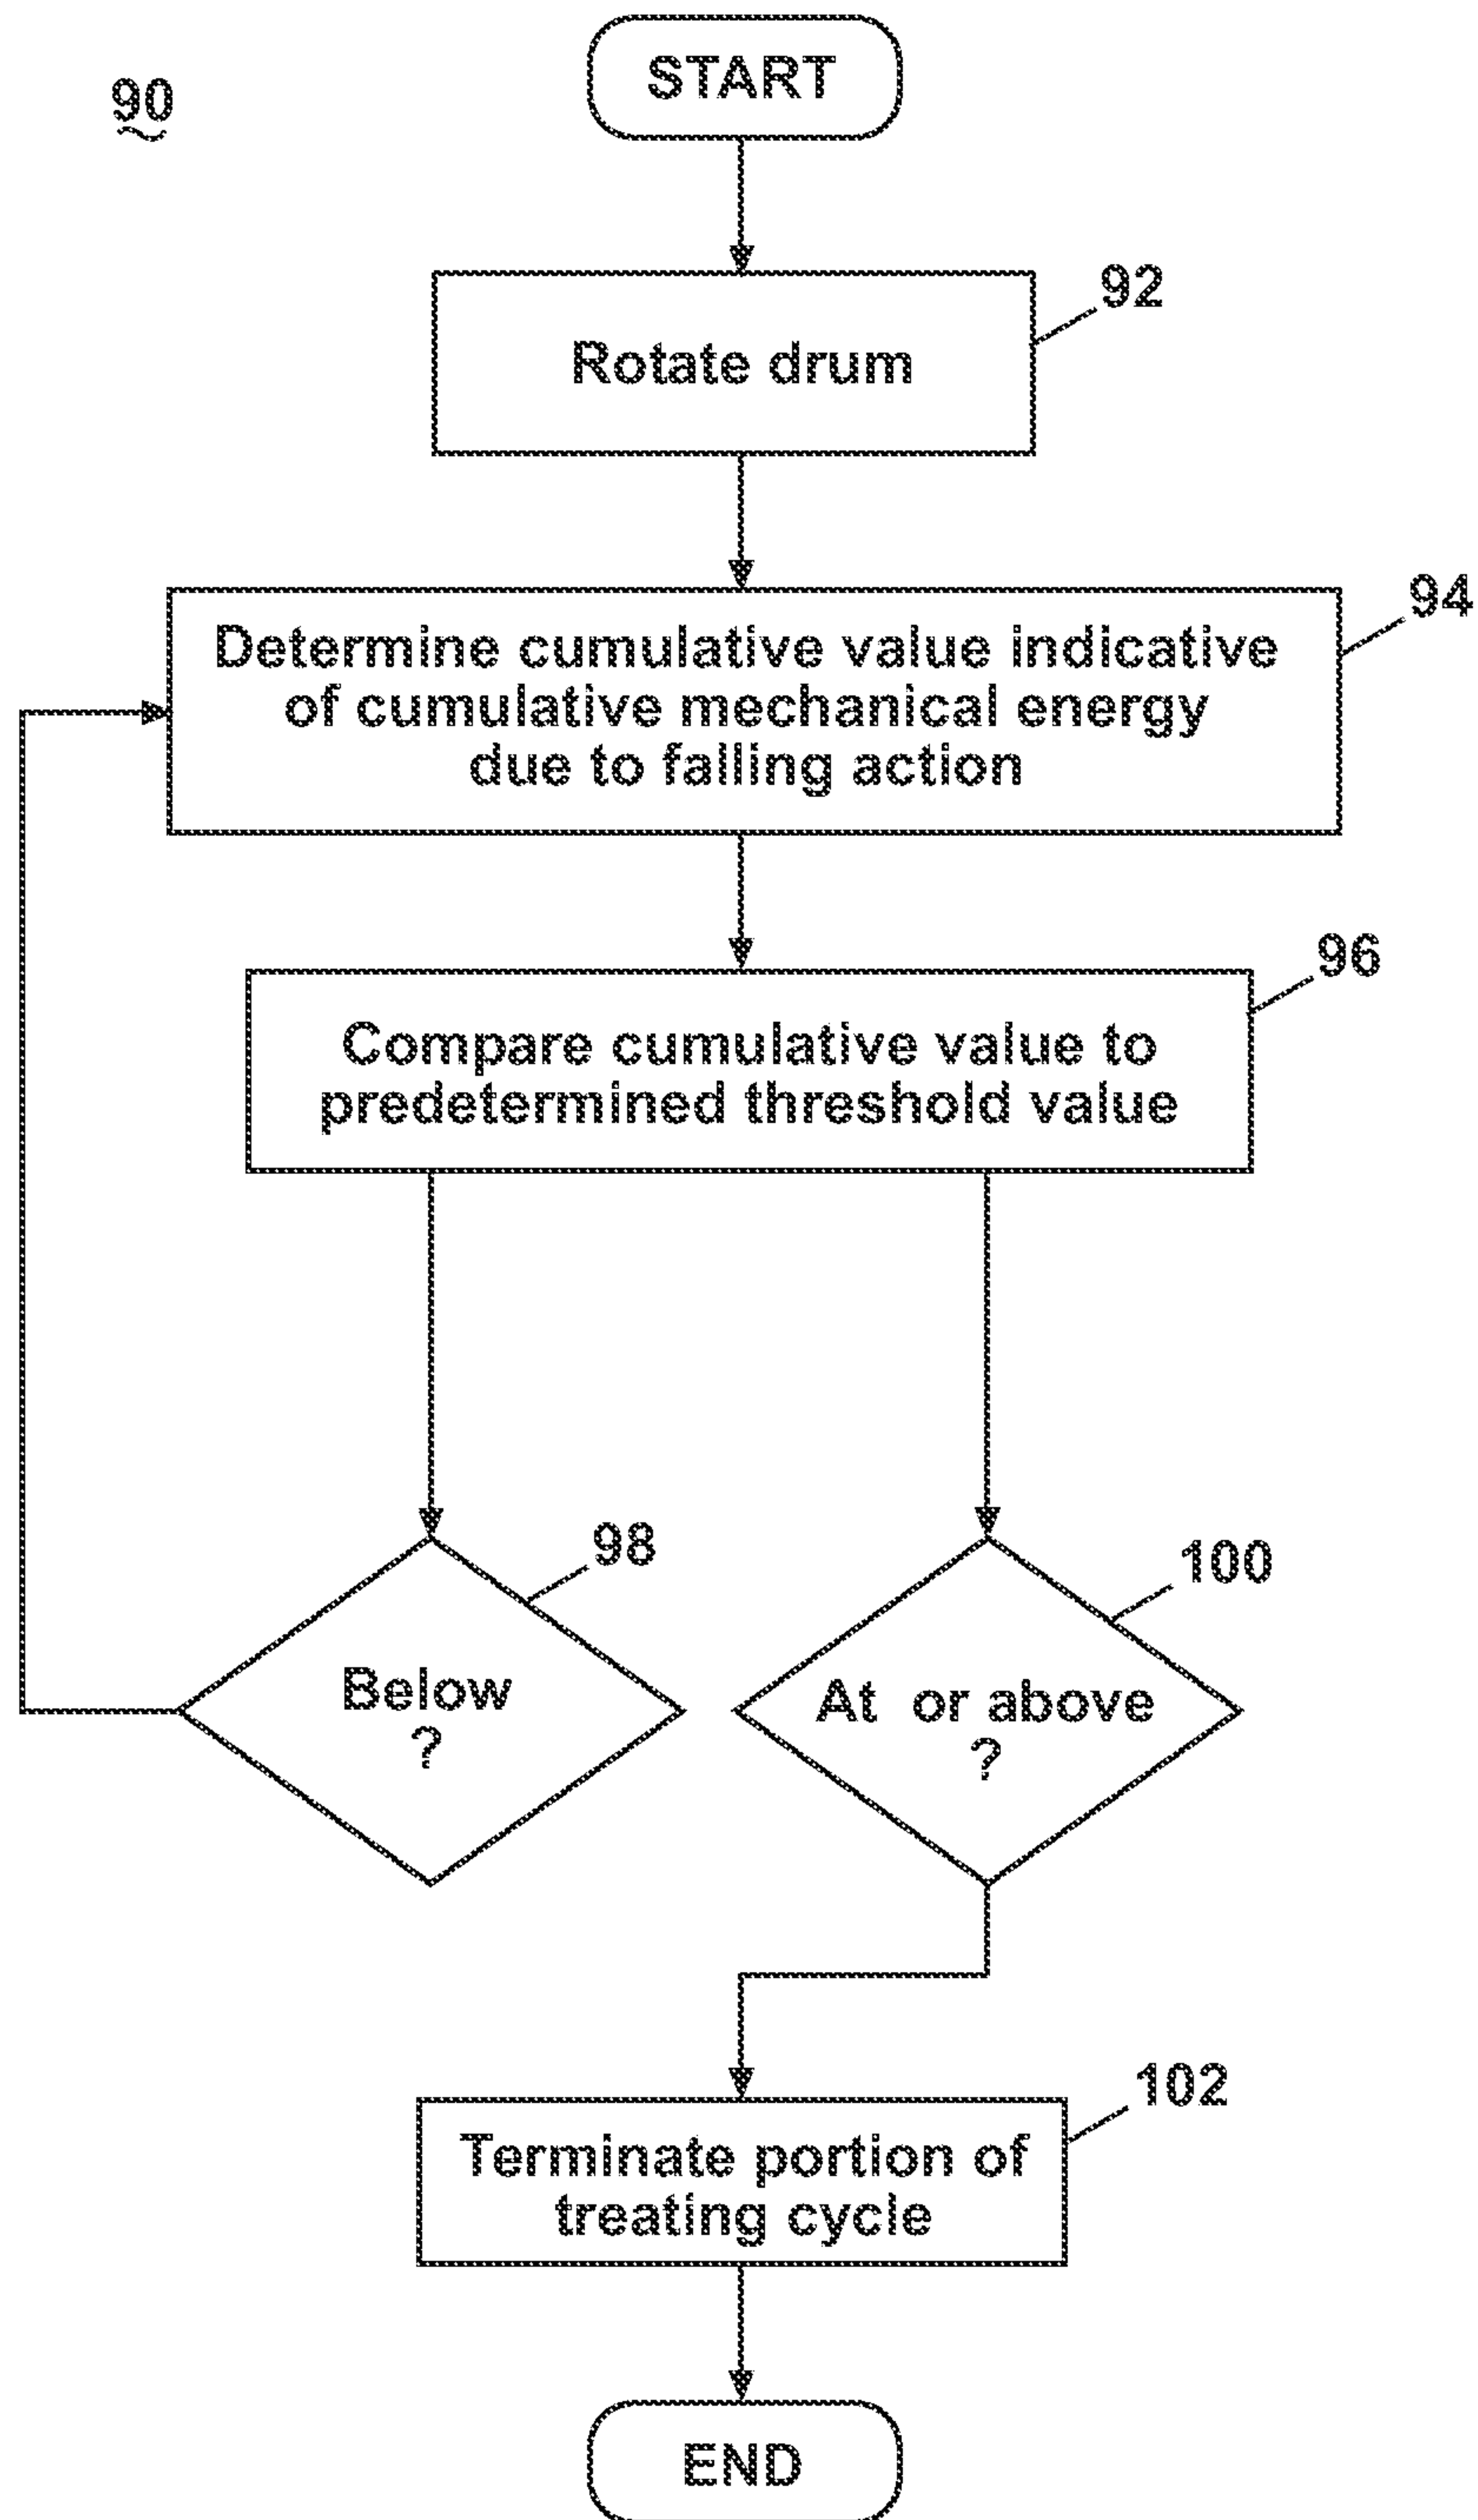 START
90
92
Rotate drum
94
Determine cumulative value indicative
of cumulative mechanical energy
due to falling action
96
Compare cumulative value to
predetermined threshold value
98
100
Below
?
At or above
?
102
Terminate portion of
treating cycle
END